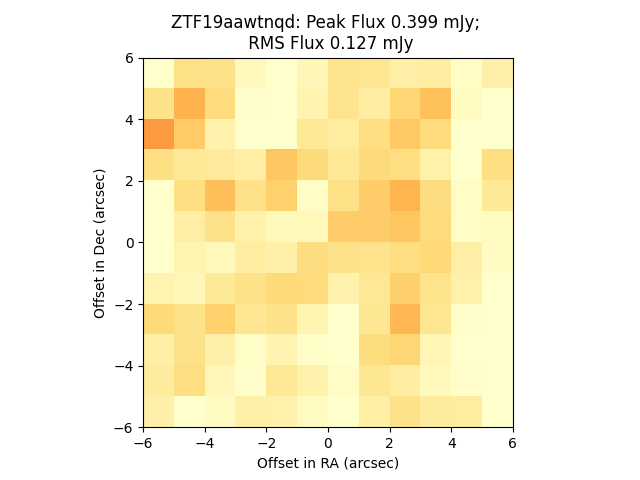 ZTF19aawtnqd: Peak Flux 0.399 mJy;
RMS Flux 0.127 mJy
6
4
2
0
−2
−4
−6
Offset in Dec (arcsec)
−6 −4 −2 0 2 4 6
Offset in RA (arcsec)